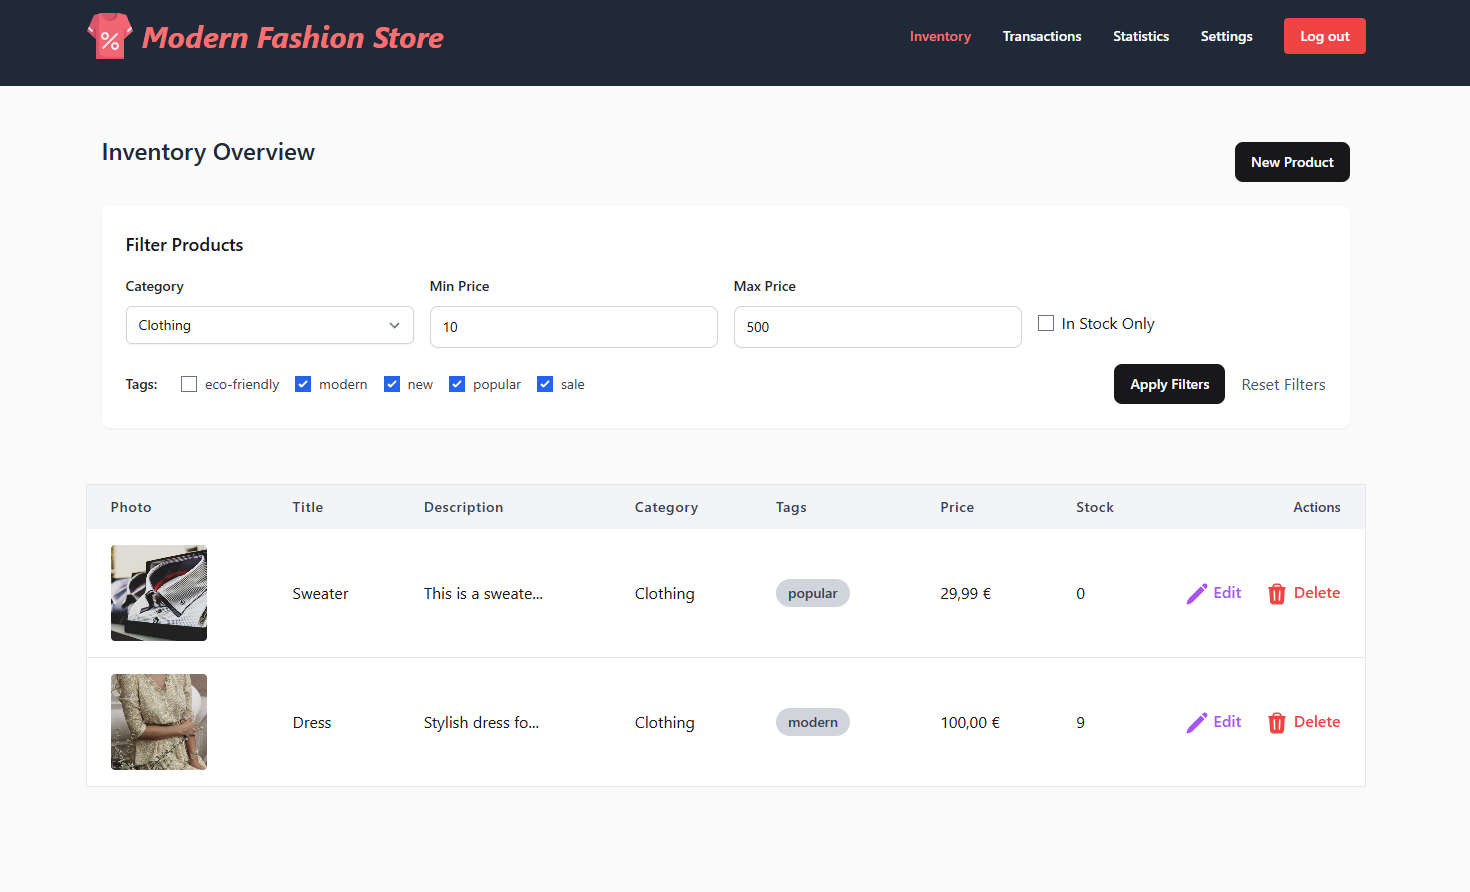 Modern Fashion Store
Inventory Transactions Statistics Settings Log out
Inventory Overview
New Product
Filter Products
Category Min Price Max Price
Clothing 10 500 In Stock Only
Tags: eco-friendly modern new popular sale Apply Filters Reset Filters
Photo Title Description Category Tags Price Stock Actions
Sweater This is a sweate... Clothing popular 29,99 € 0 Edit Delete
Dress Stylish dress fo... Clothing modern 100,00 € 9 Edit Delete